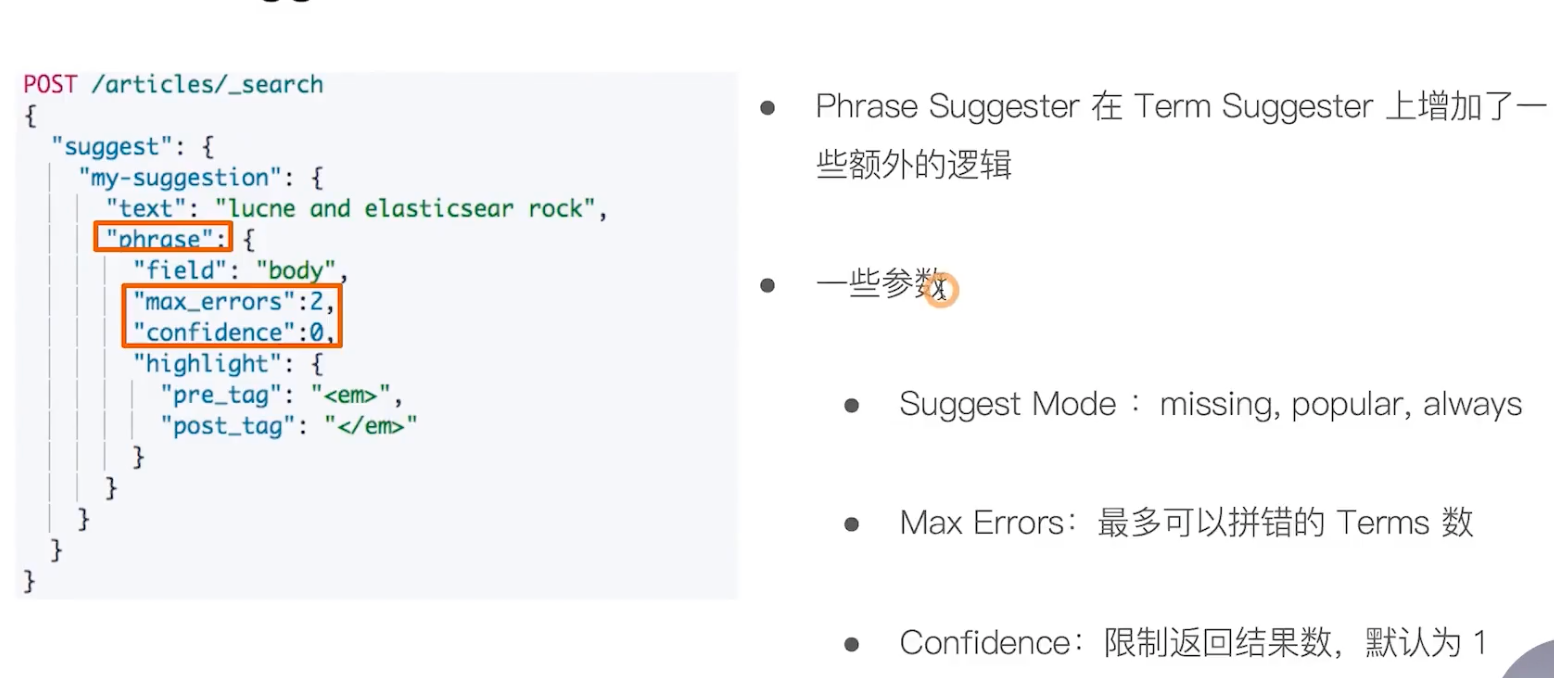 POST /articles/_search
{
"suggest": {
"my-suggestion": {
"text": "lucne and elasticsear rock",
"phrase": {
"field": "body",
"max_errors":2,
"confidence":0,
"highlight": {
"pre_tag": "<em>",
"post_tag": "</em>"
}
}
}
}
}
Phrase Suggester 在 Term Suggester 上增加了一
些额外的逻辑
一些参数
Suggest Mode ： missing, popular, always
Max Errors：最多可以拼错的 Terms 数
Confidence：限制返回结果数，默认为 1